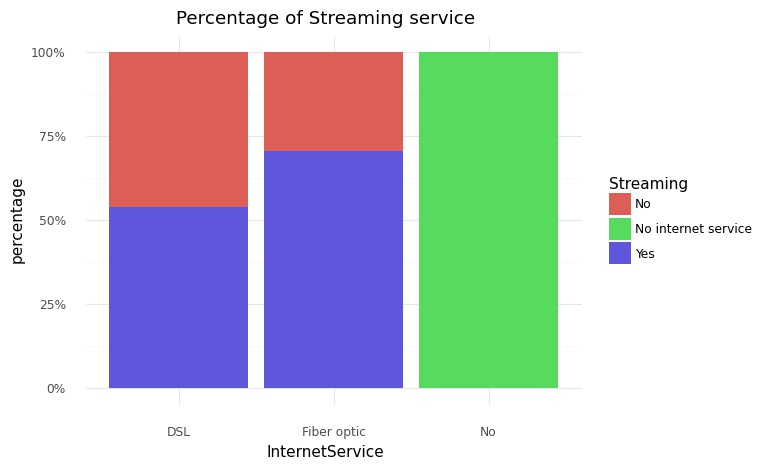 Percentage of Streaming service
100%
75%
50%
25%
0%
percentage
DSL
Fiber optic
No
InternetService
Streaming
No
No internet service
Yes